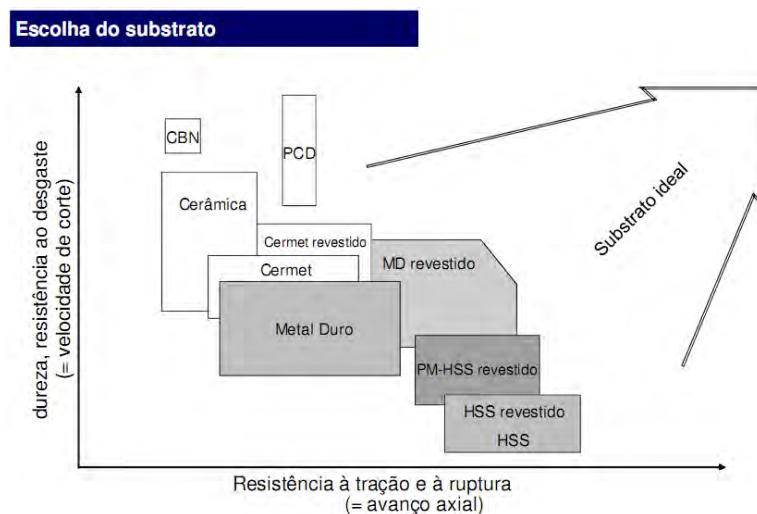 Escolha do substrato
dureza, resistência ao desgaste
(= velocidade de corte)
CBN
PCD
Cerâmica
Cermet revestido
Cermet
MD revestido
Metal Duro
PM-HSS revestido
HSS revestido
HSS
Substrato ideal
Resistência à tração e à ruptura
(= avanço axial)